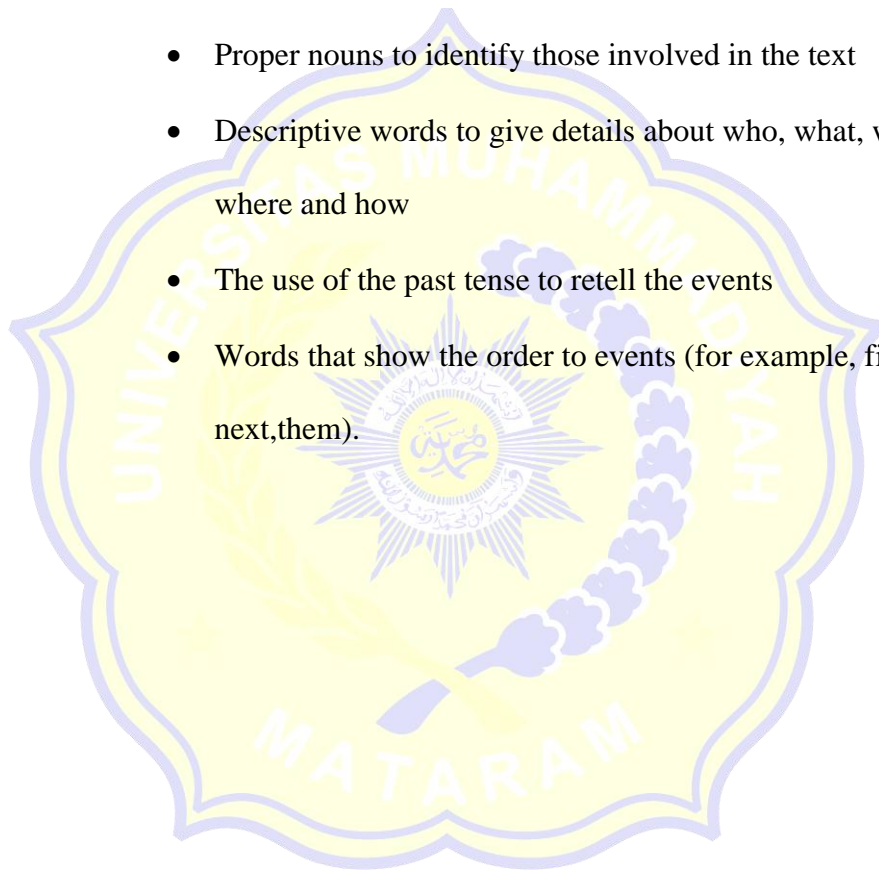 • Proper nouns to identify those involved in the text
• Descriptive words to give details about who, what,
where and how
• The use of the past tense to retell the events
• Words that show the order to events (for example,
next,them).
UNIVERSITAS MUHAMMADIYAH
MATARAM